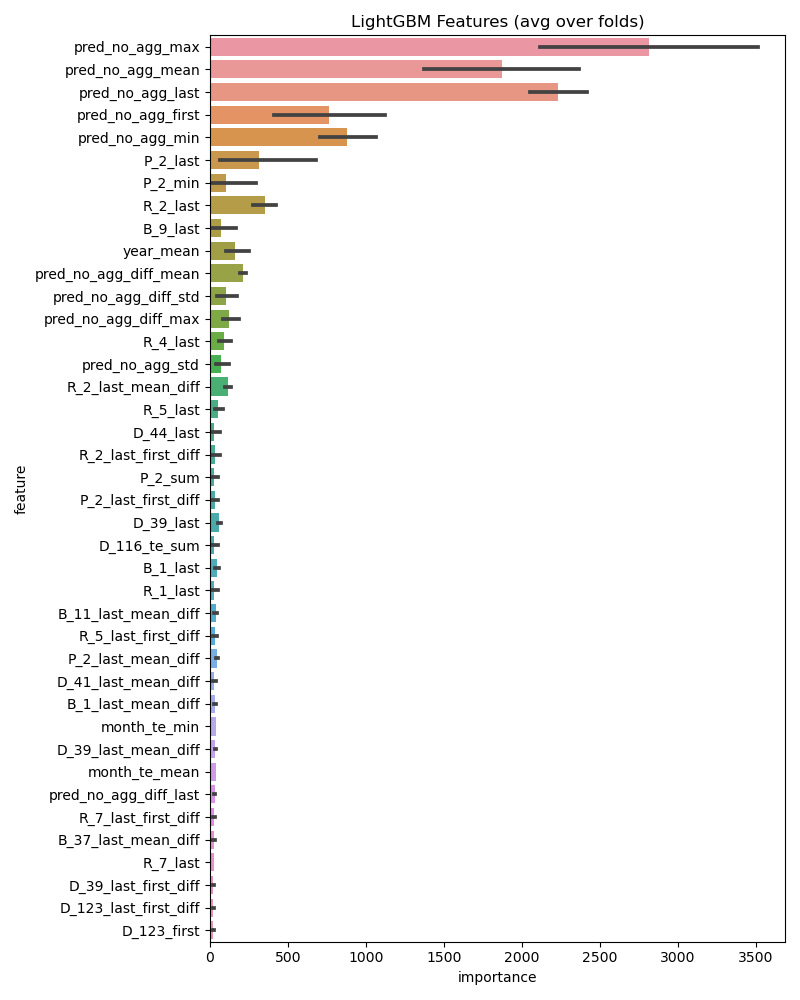 LightGBM Features (avg over folds)
pred_no_agg_max
pred_no_agg_mean
pred_no_agg_last
pred_no_agg_first
pred_no_agg_min
P_2_last
P_2_min
R_2_last
B_9_last
year_mean
pred_no_agg_diff_mean
pred_no_agg_diff_std
pred_no_agg_diff_max
R_4_last
pred_no_agg_std
R_2_last_mean_diff
R_5_last
D_44_last
R_2_last_first_diff
P_2_sum
P_2_last_first_diff
D_39_last
D_116_te_sum
B_1_last
R_1_last
B_11_last_mean_diff
R_5_last_first_diff
P_2_last_mean_diff
D_41_last_mean_diff
B_1_last_mean_diff
month_te_min
D_39_last_mean_diff
month_te_mean
pred_no_agg_diff_last
R_7_last_first_diff
B_37_last_mean_diff
R_7_last
D_39_last_first_diff
D_123_last_first_diff
D_123_first
feature
0 500 1000 1500 2000 2500 3000 3500
importance